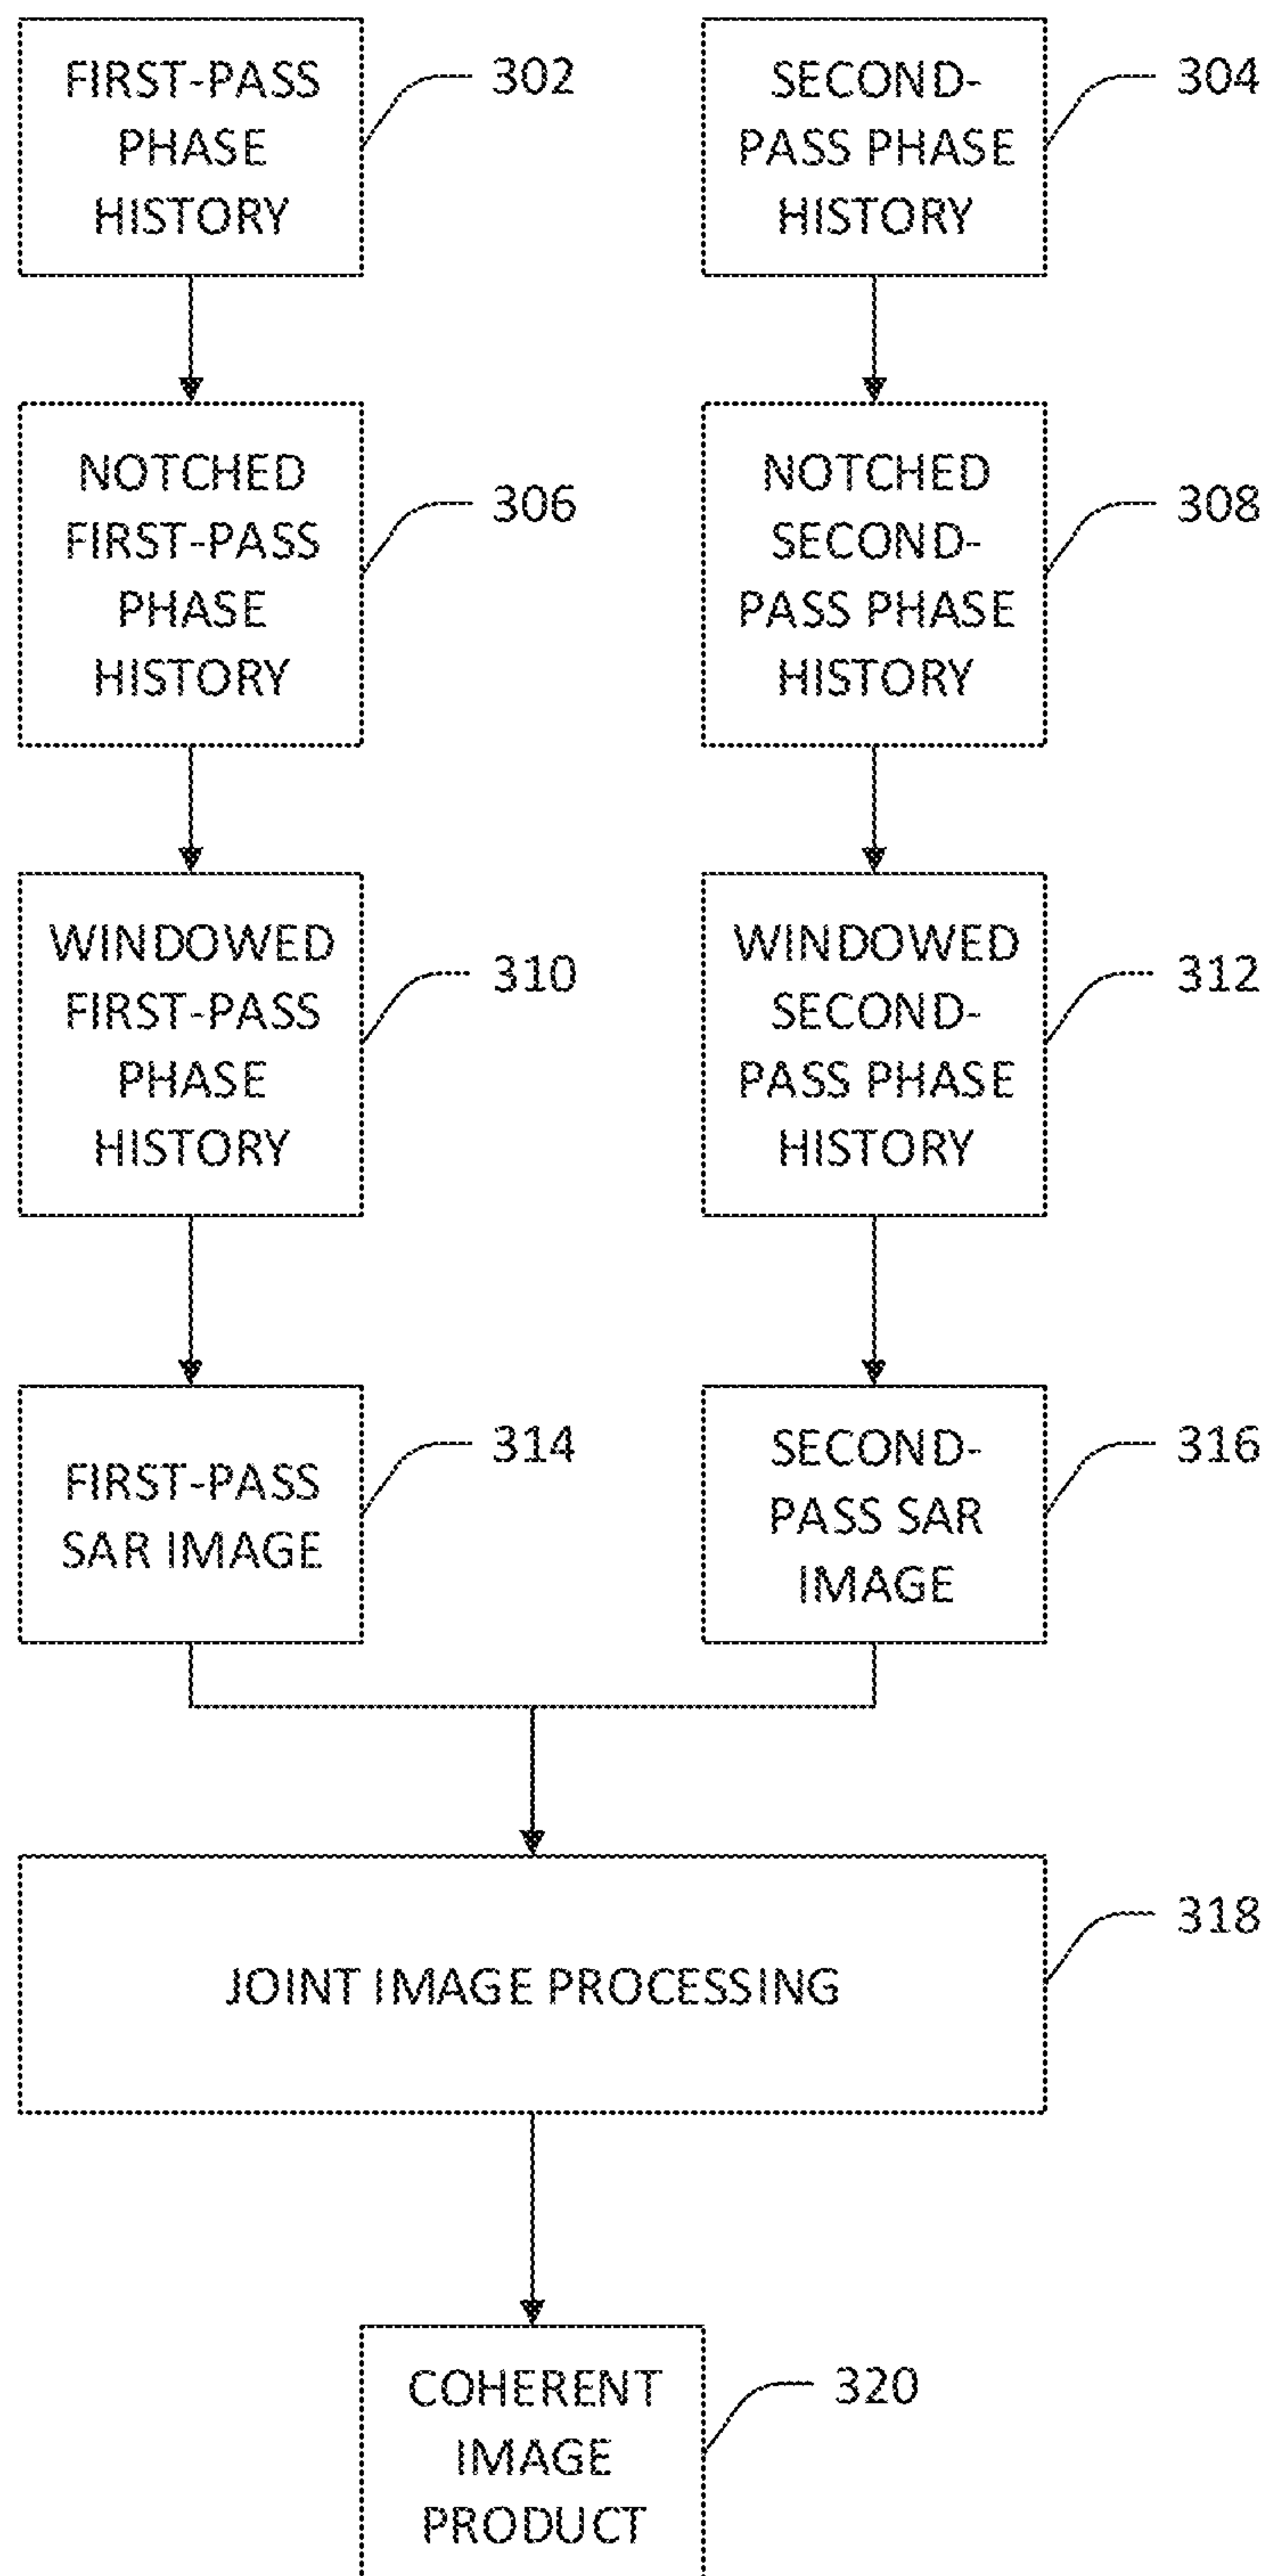 FIRST-PASS
PHASE
HISTORY
302
SECOND-
PASS PHASE
HISTORY
304
NOTCHED
FIRST-PASS
PHASE
HISTORY
306
NOTCHED
SECOND-
PASS PHASE
HISTORY
308
WINDOWED
FIRST-PASS
PHASE
HISTORY
310
WINDOWED
SECOND-
PASS PHASE
HISTORY
312
FIRST-PASS
SAR IMAGE
314
SECOND-
PASS SAR
IMAGE
316
JOINT IMAGE PROCESSING
318
COHERENT
IMAGE
PRODUCT
320